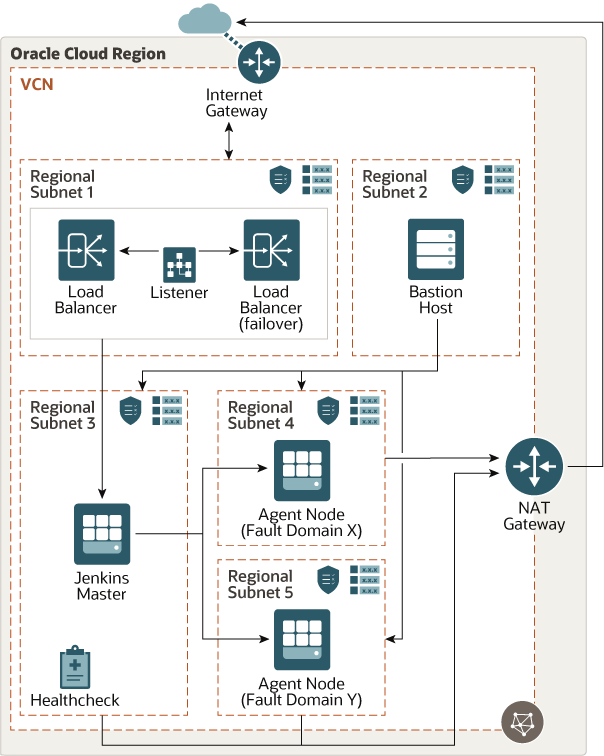 Oracle Cloud Region
VCN
Internet
Gateway
Regional
Subnet 1
x.x.x
x.x.x
x.x.x
Regional
Subnet 2
x.x.x
x.x.x
x.x.x
Load
Balancer
Listener
Load
Balancer
(failover)
Bastion
Host
Regional
Subnet 3
x.x.x
x.x.x
x.x.x
Regional
Subnet 4
x.x.x
x.x.x
x.x.x
Agent Node
(Fault Domain X)
NAT
Gateway
Jenkins
Master
Regional
Subnet 5
x.x.x
x.x.x
x.x.x
Agent Node
(Fault Domain Y)
Healthcheck